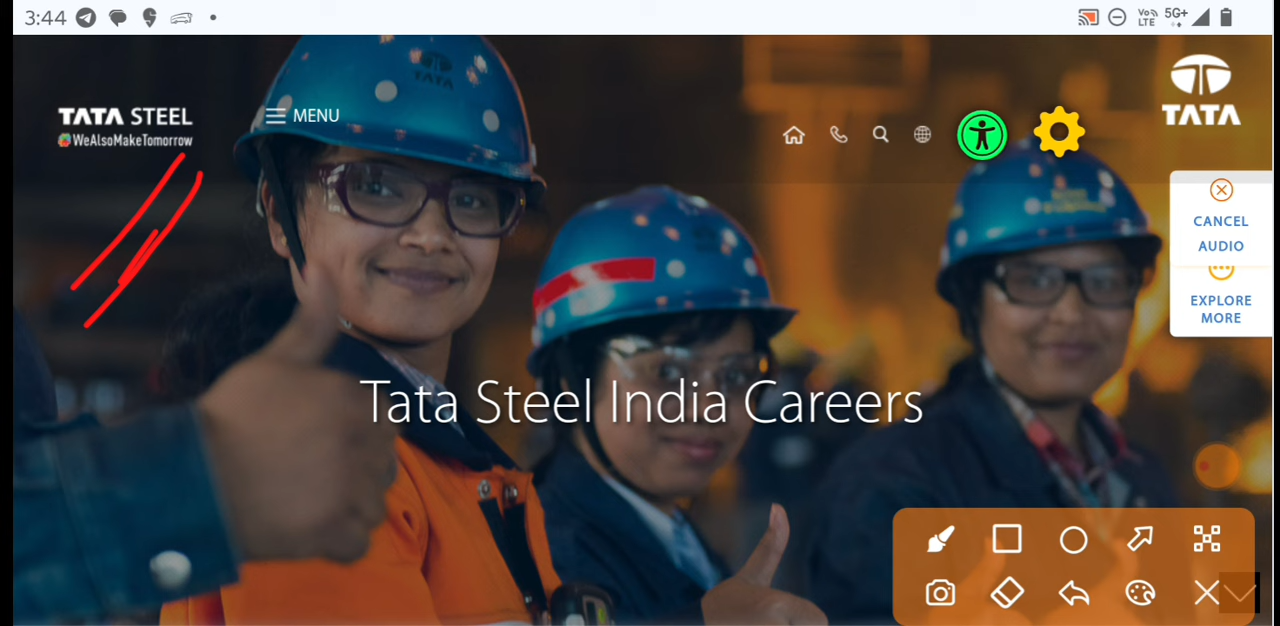 3:44
Vo LTE 5G+
TATA STEEL
#WeAlsoMakeTomorrow
MENU
TATA
TATA
CANCEL
AUDIO
EXPLORE
MORE
Tata Steel India Careers